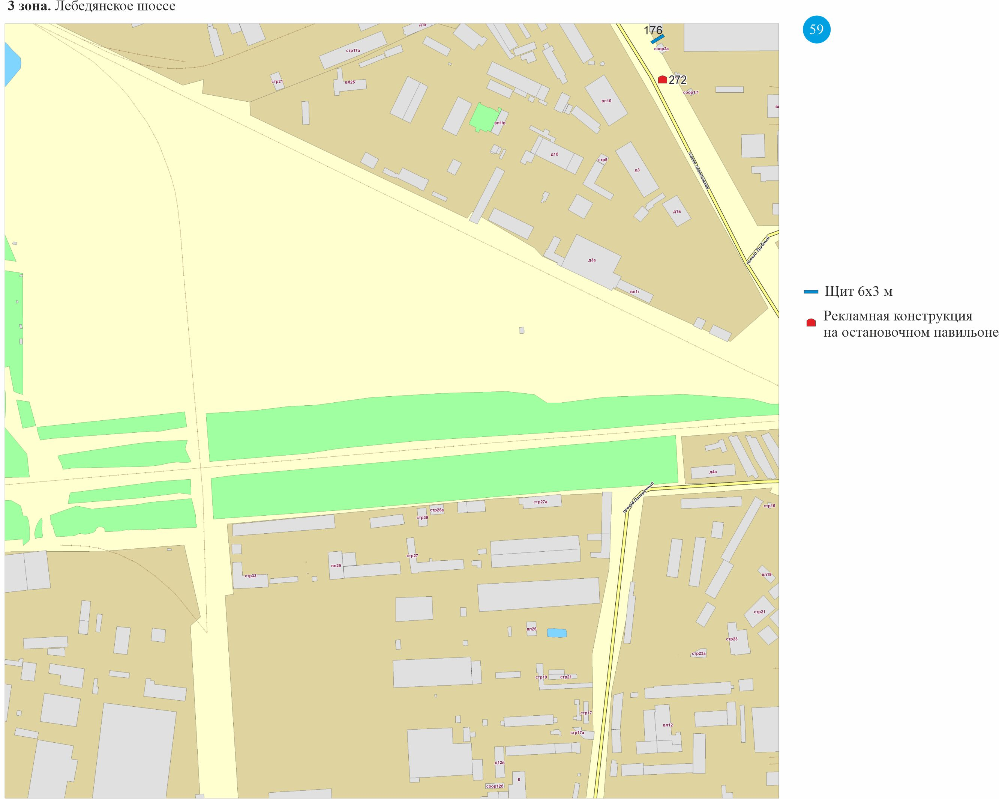 3 зона. Лебедянское шоссе
59
д19
176
соор2а
стр17а
272
стр21
вл25
соор1/1
вл10
вл1/в
д1б
стр5
шоссе.Лебедянское
д3
д1в
проезд.Трубный
д3а
вл1г
Щит 6х3 м
Рекламная конструкция
на остановочном павильоне
д4а
проезд.Поперечный
стр27а
стр25а
стр39
стр15
стр27
вл29
стр33
вл19
стр21
вл25
стр23
стр23а
стр19
стр21
стр17
вл12
стр17а
д12в
6
соор12б